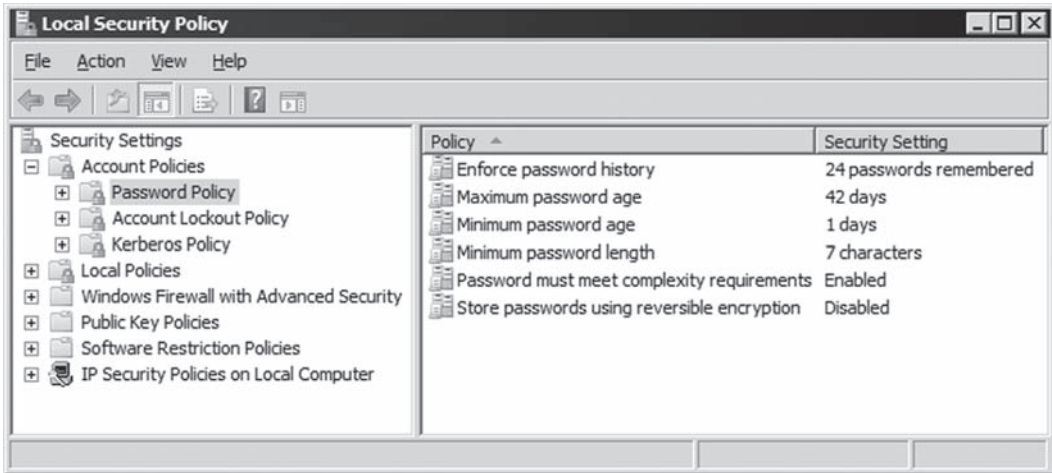 Local Security Policy
File Action View Help
Security Settings
Account Policies
Password Policy
Account Lockout Policy
Kerberos Policy
Local Policies
Windows Firewall with Advanced Security
Public Key Policies
Software Restriction Policies
IP Security Policies on Local Computer
Policy Security Setting
Enforce password history 24 passwords remembered
Maximum password age 42 days
Minimum password age 1 days
Minimum password length 7 characters
Password must meet complexity requirements Enabled
Store passwords using reversible encryption Disabled